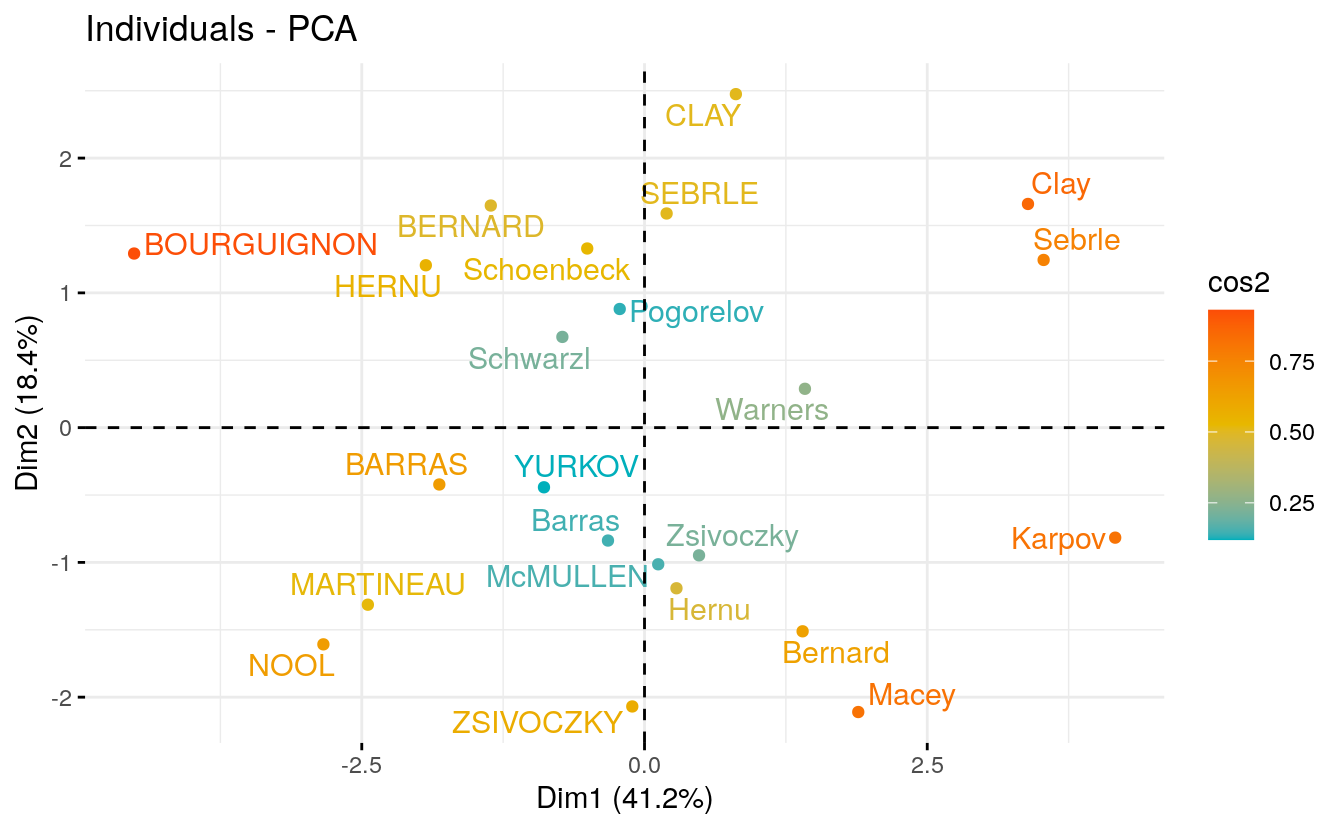 Individuals - PCA
CLAY
2
Clay
SEBRLE
BERNARD
Sebrle
BOURGUIGNON
Schoenbeck
HERNU
cos2
1
Pogorelov
Schwarzl
0.75
Warners
0
0.50
Dim2 (18.4%)
BARRAS
YURKOV
0.25
Barras
Zsivoczky
Karpov
-1
McMULLEN
MARTINEAU
Hernu
Bernard
NOOL
Macey
-2
ZSIVOCZKY
-2.5 0.0 2.5
Dim1 (41.2%)